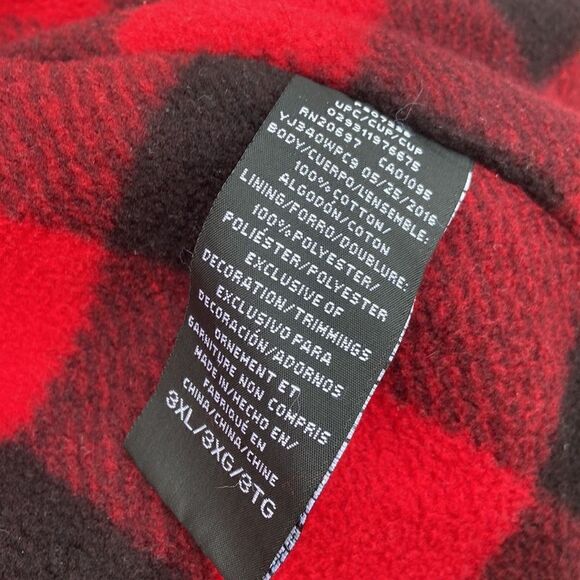 UPC/CUP/CUP
029311976675
RN20697 CA01095
YJ340WPC9 05/25/2016
BODY/CUERPO/L'ENSEMBLE:
100% COTTON/
ALGODÓN/COTON
LINING/FORRO/DOUBLURE:
100% POLYESTER/
POLIÉSTER/POLYESTER
EXCLUSIVE OF
DECORATION/TRIMMINGS
EXCLUSIVO PARA
DECORACIÓN/ADORNOS
ORNEMENT ET
GARNITURE NON COMPRIS
MADE IN/HECHO EN/
FABRIQUÉ EN
CHINA/CHINA/CHINE
3XL/3XG/3TG